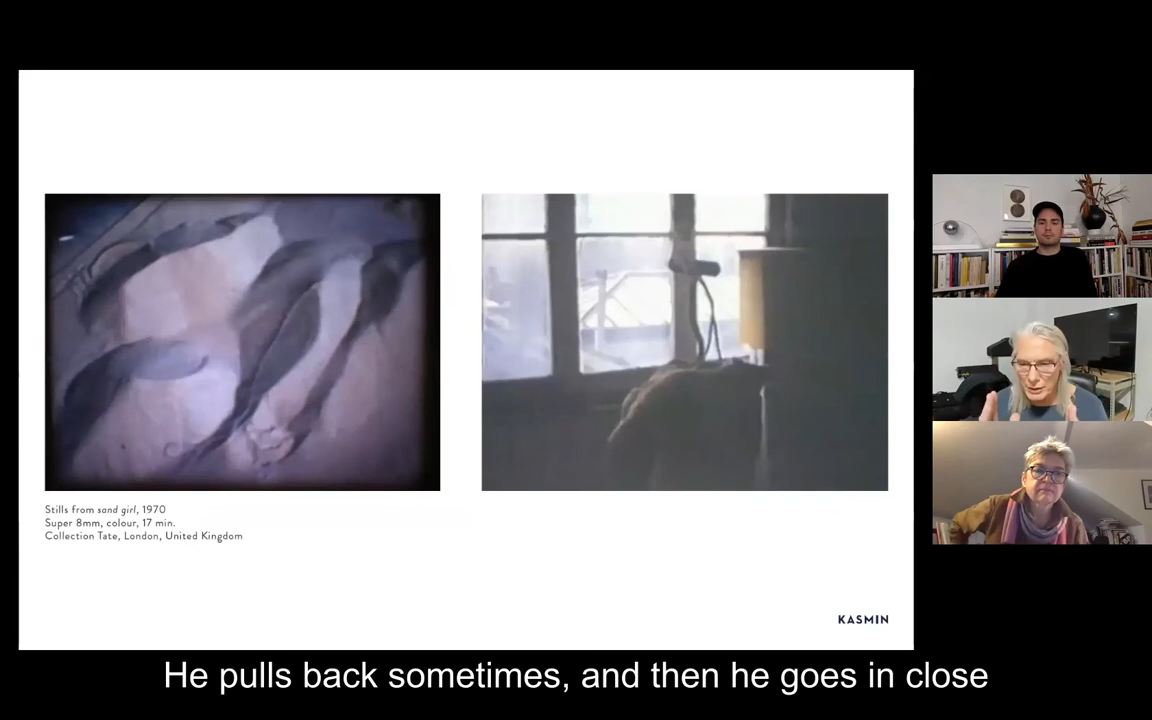 Stills from sand girl, 1970
Super 8mm, colour, 17 min.
Collection Tate, London, United Kingdom
KASMIN
He pulls back sometimes, and then he goes in close